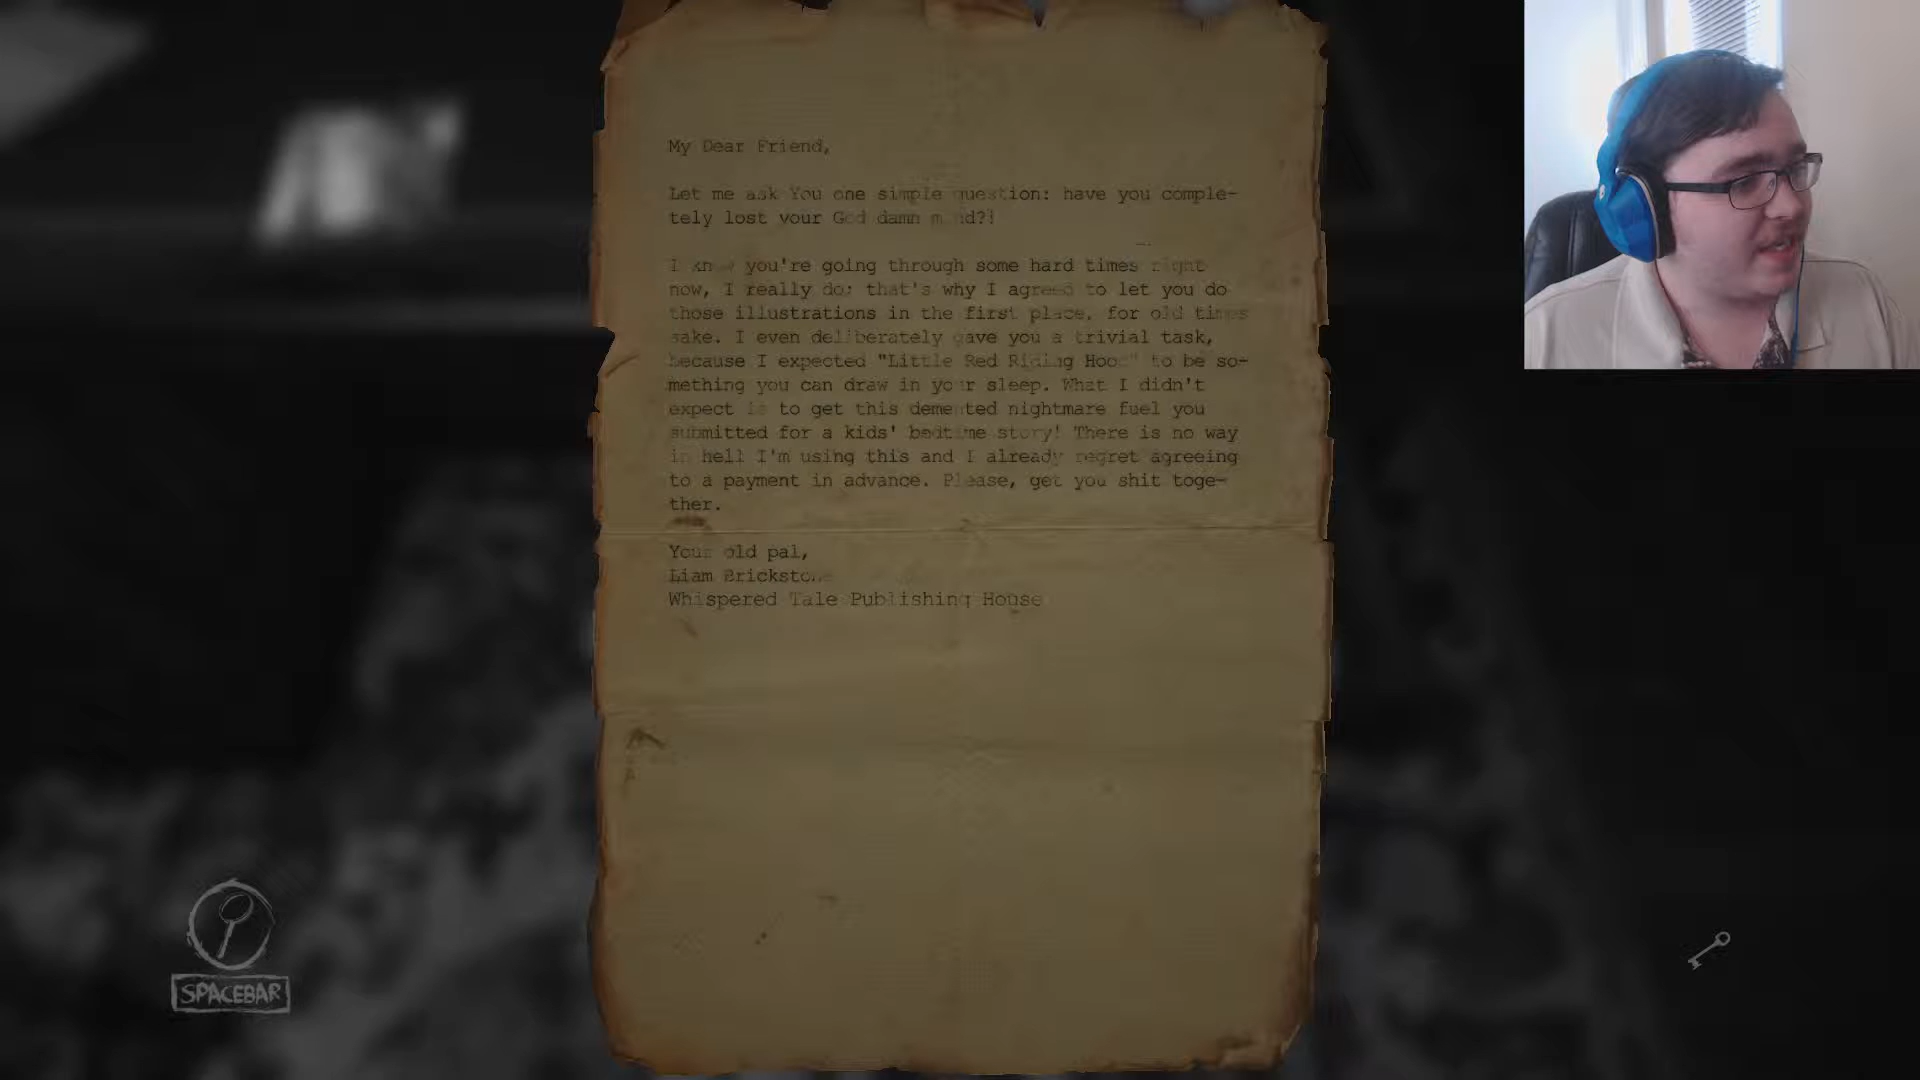 My Dear Friend,
Let me ask You one simple question: have you comple-
tely lost your God damn mind?!
I know you're going through some hard times right
now, I really do; that's why I agreed to let you do
those illustrations in the first place, for old times
sake. I even deliberately gave you a trivial task,
because I expected "Little Red Riding Hood" to be so-
mething you can draw in your sleep. What I didn't
expect is to get this demented nightmare fuel you
submitted for a kids' bedtime story! There is no way
in hell I'm using this and I already regret agreeing
to a payment in advance. Please, get you shit toge-
ther.
Your old pal,
Liam Brickstone
Whispered Tale Publishing House
SPACEBAR